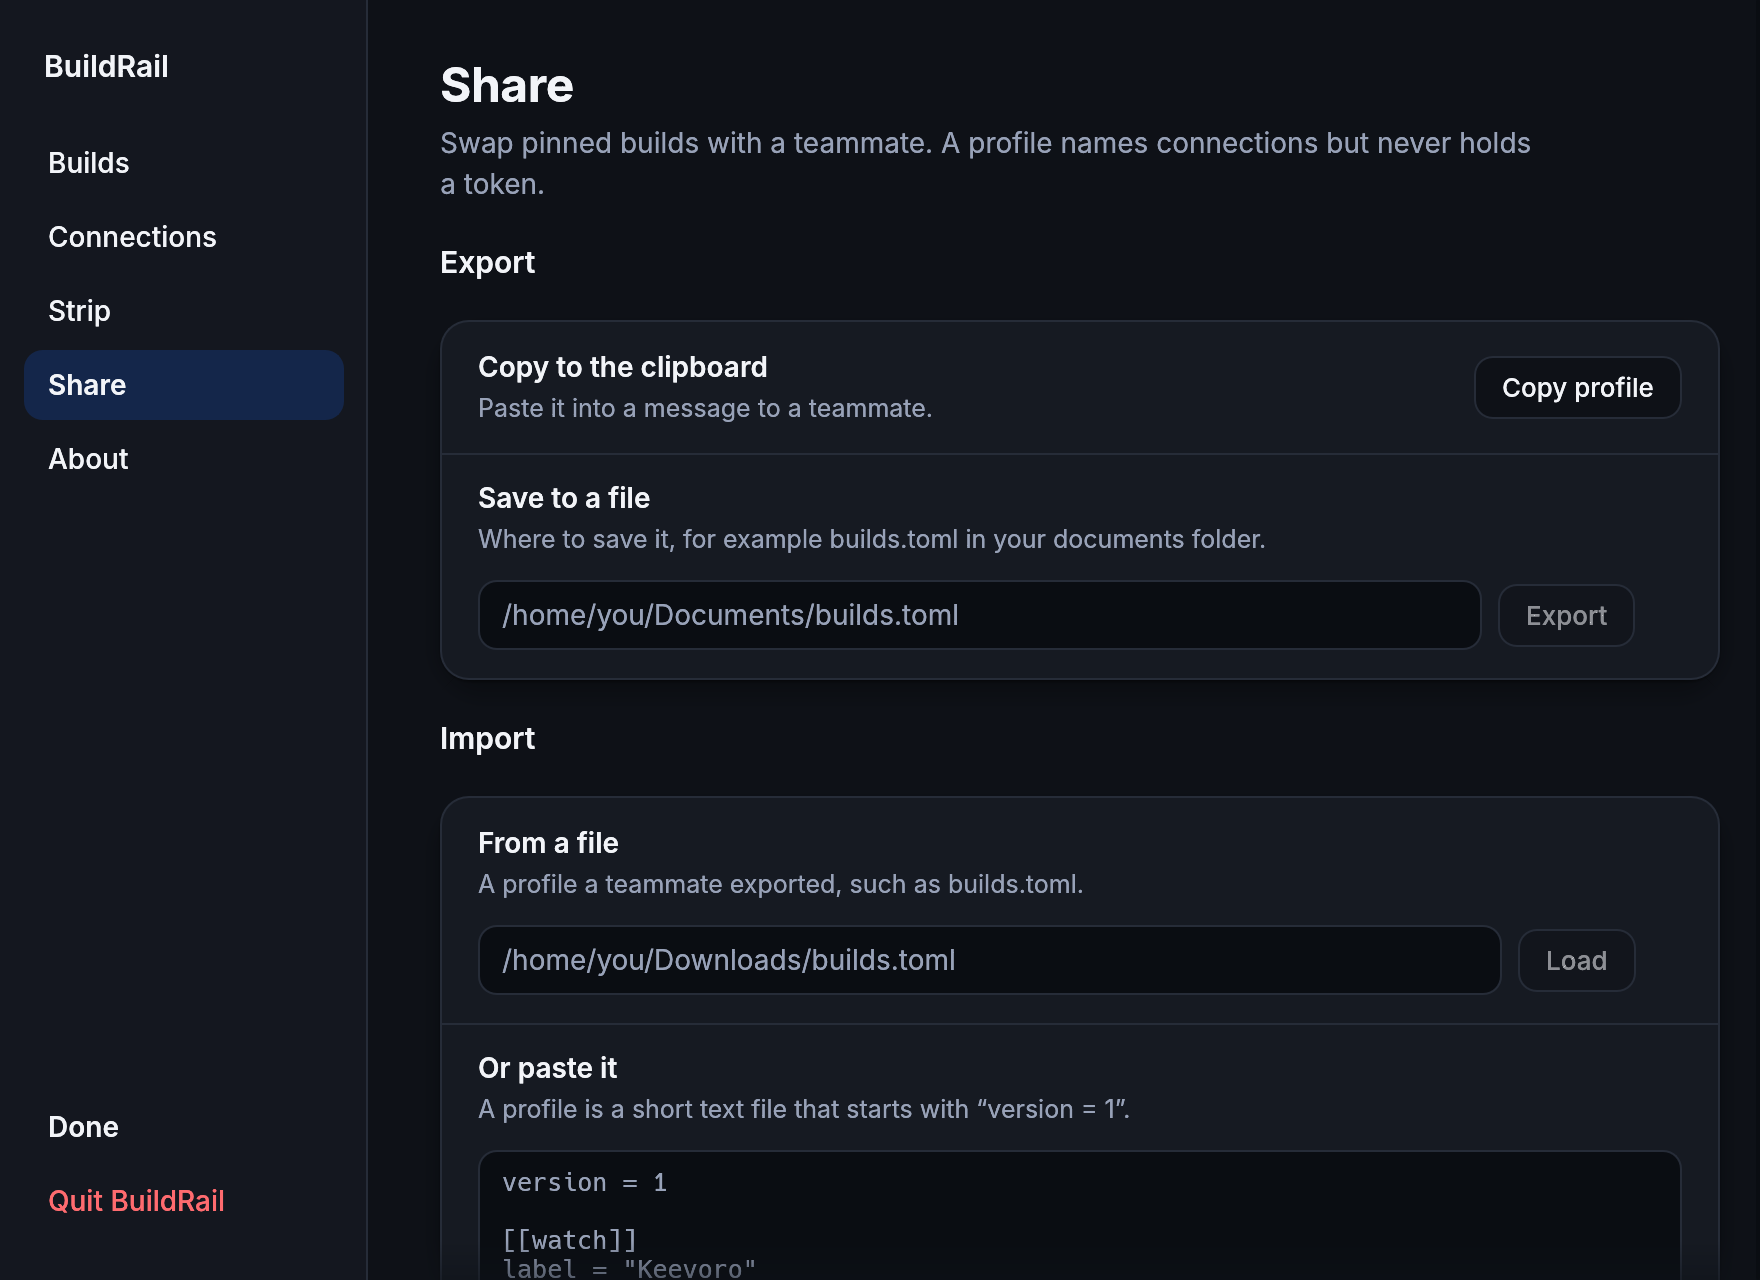 BuildRail
Builds
Connections
Strip
Share
About
Done
Quit BuildRail
Share
Swap pinned builds with a teammate. A profile names connections but never holds
a token.
Export
Copy to the clipboard
Paste it into a message to a teammate.
Copy profile
Save to a file
Where to save it, for example builds.toml in your documents folder.
/home/you/Documents/builds.toml
Export
Import
From a file
A profile a teammate exported, such as builds.toml.
/home/you/Downloads/builds.toml
Load
Or paste it
A profile is a short text file that starts with “version = 1”.
version = 1
[[watch]]
label = "Keevoro"